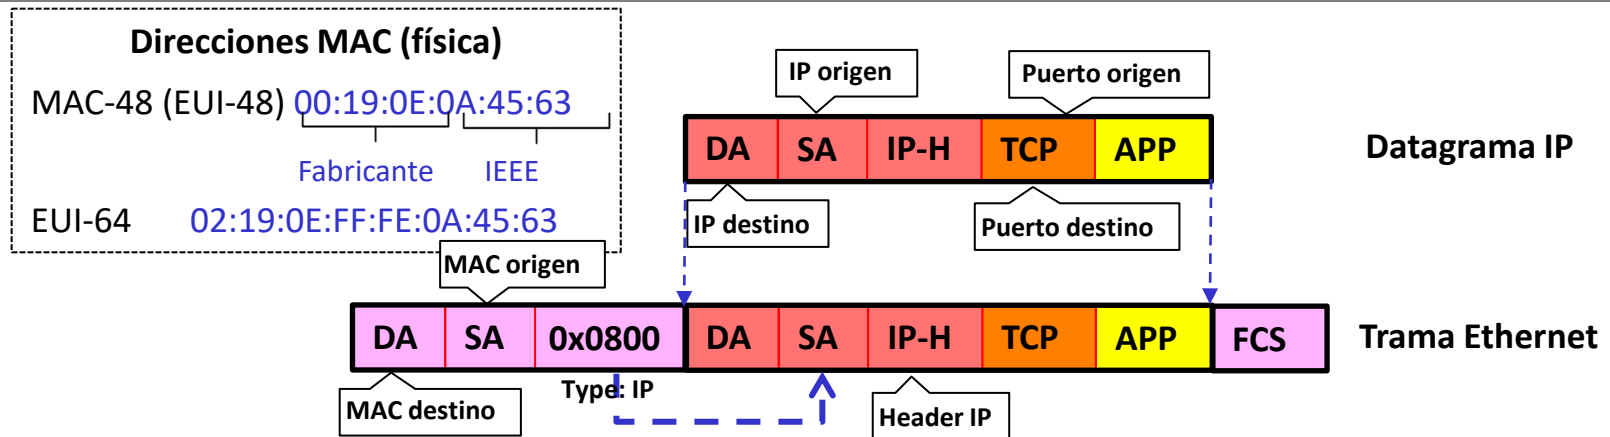 Direcciones MAC (física)
MAC-48 (EUI-48) 00:19:0E:0A:45:63
Fabricante IEEE
EUI-64 02:19:0E:FF:FE:0A:45:63
IP origen
Puerto origen
DA SA IP-H TCP APP
Datagrama IP
IP destino
Puerto destino
MAC origen
DA SA 0x0800 DA SA IP-H TCP APP FCS
Trama Ethernet
Type: IP
MAC destino
Header IP